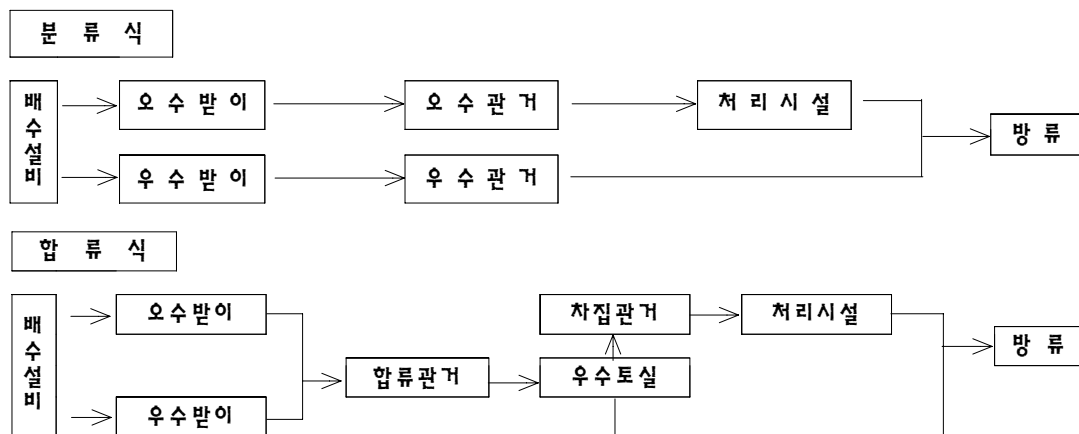 분 류 식
배수설비
오 수 받 이
오 수 관 거
처 리 시 설
방 류
우 수 받 이
우 수 관 거
합 류 식
배수설비
오수받이
차집관거
처리시설
방 류
합류관거
우수토실
우수받이